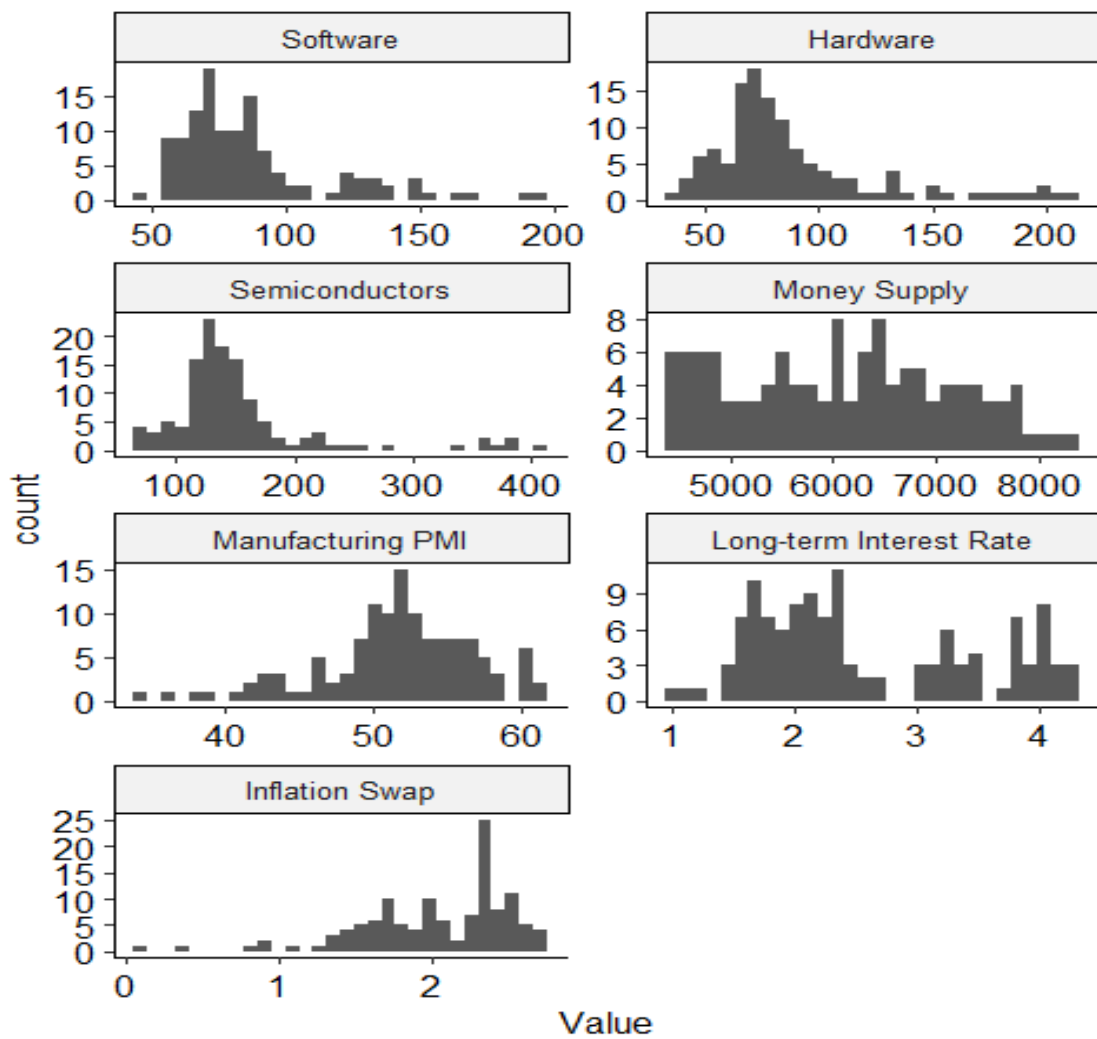 Software
15
10
5
0
50 100 150 200
Hardware
15
10
5
0
50 100 150 200
Semiconductors
20
15
10
5
0
100 200 300 400
Money Supply
8
6
4
2
0
5000 6000 7000 8000
Manufacturing PMI
15
10
5
0
40 50 60
Long-term Interest Rate
9
6
3
0
1 2 3 4
Inflation Swap
25
20
15
10
5
0
0 1 2
count
Value